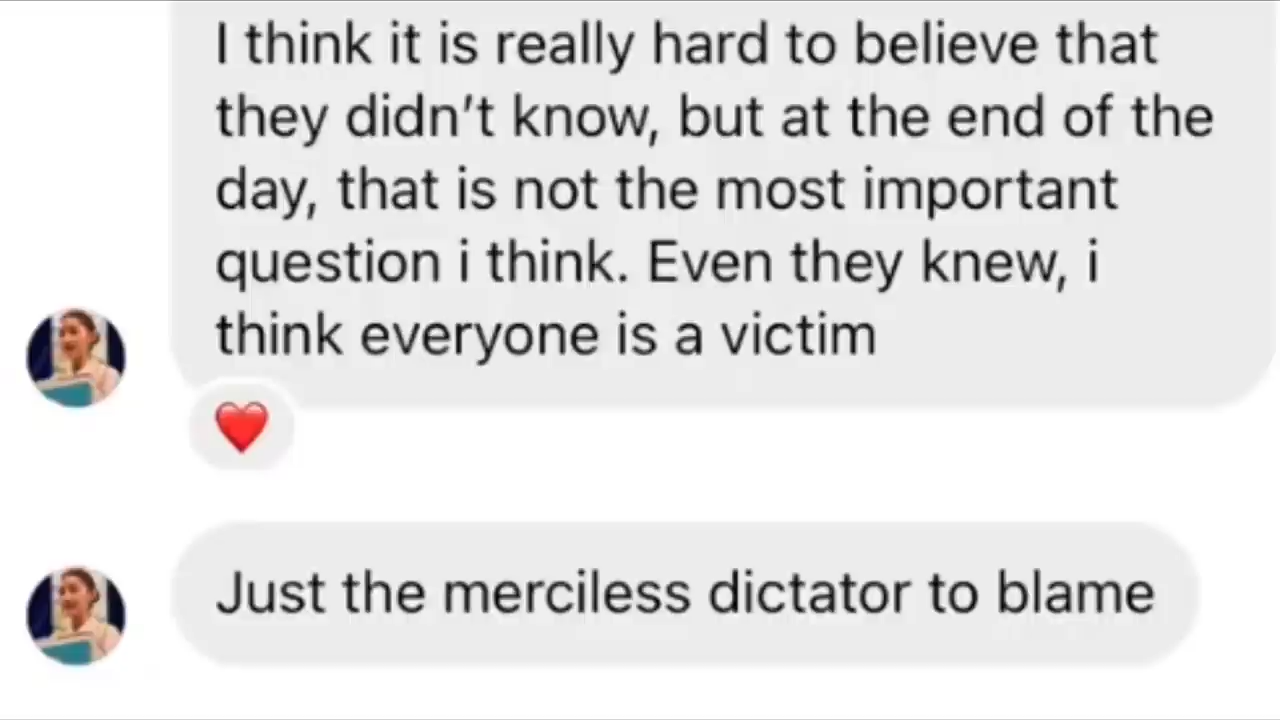 I think it is really hard to believe that
they didn’t know, but at the end of the
day, that is not the most important
question i think. Even they knew, i
think everyone is a victim
Just the merciless dictator to blame